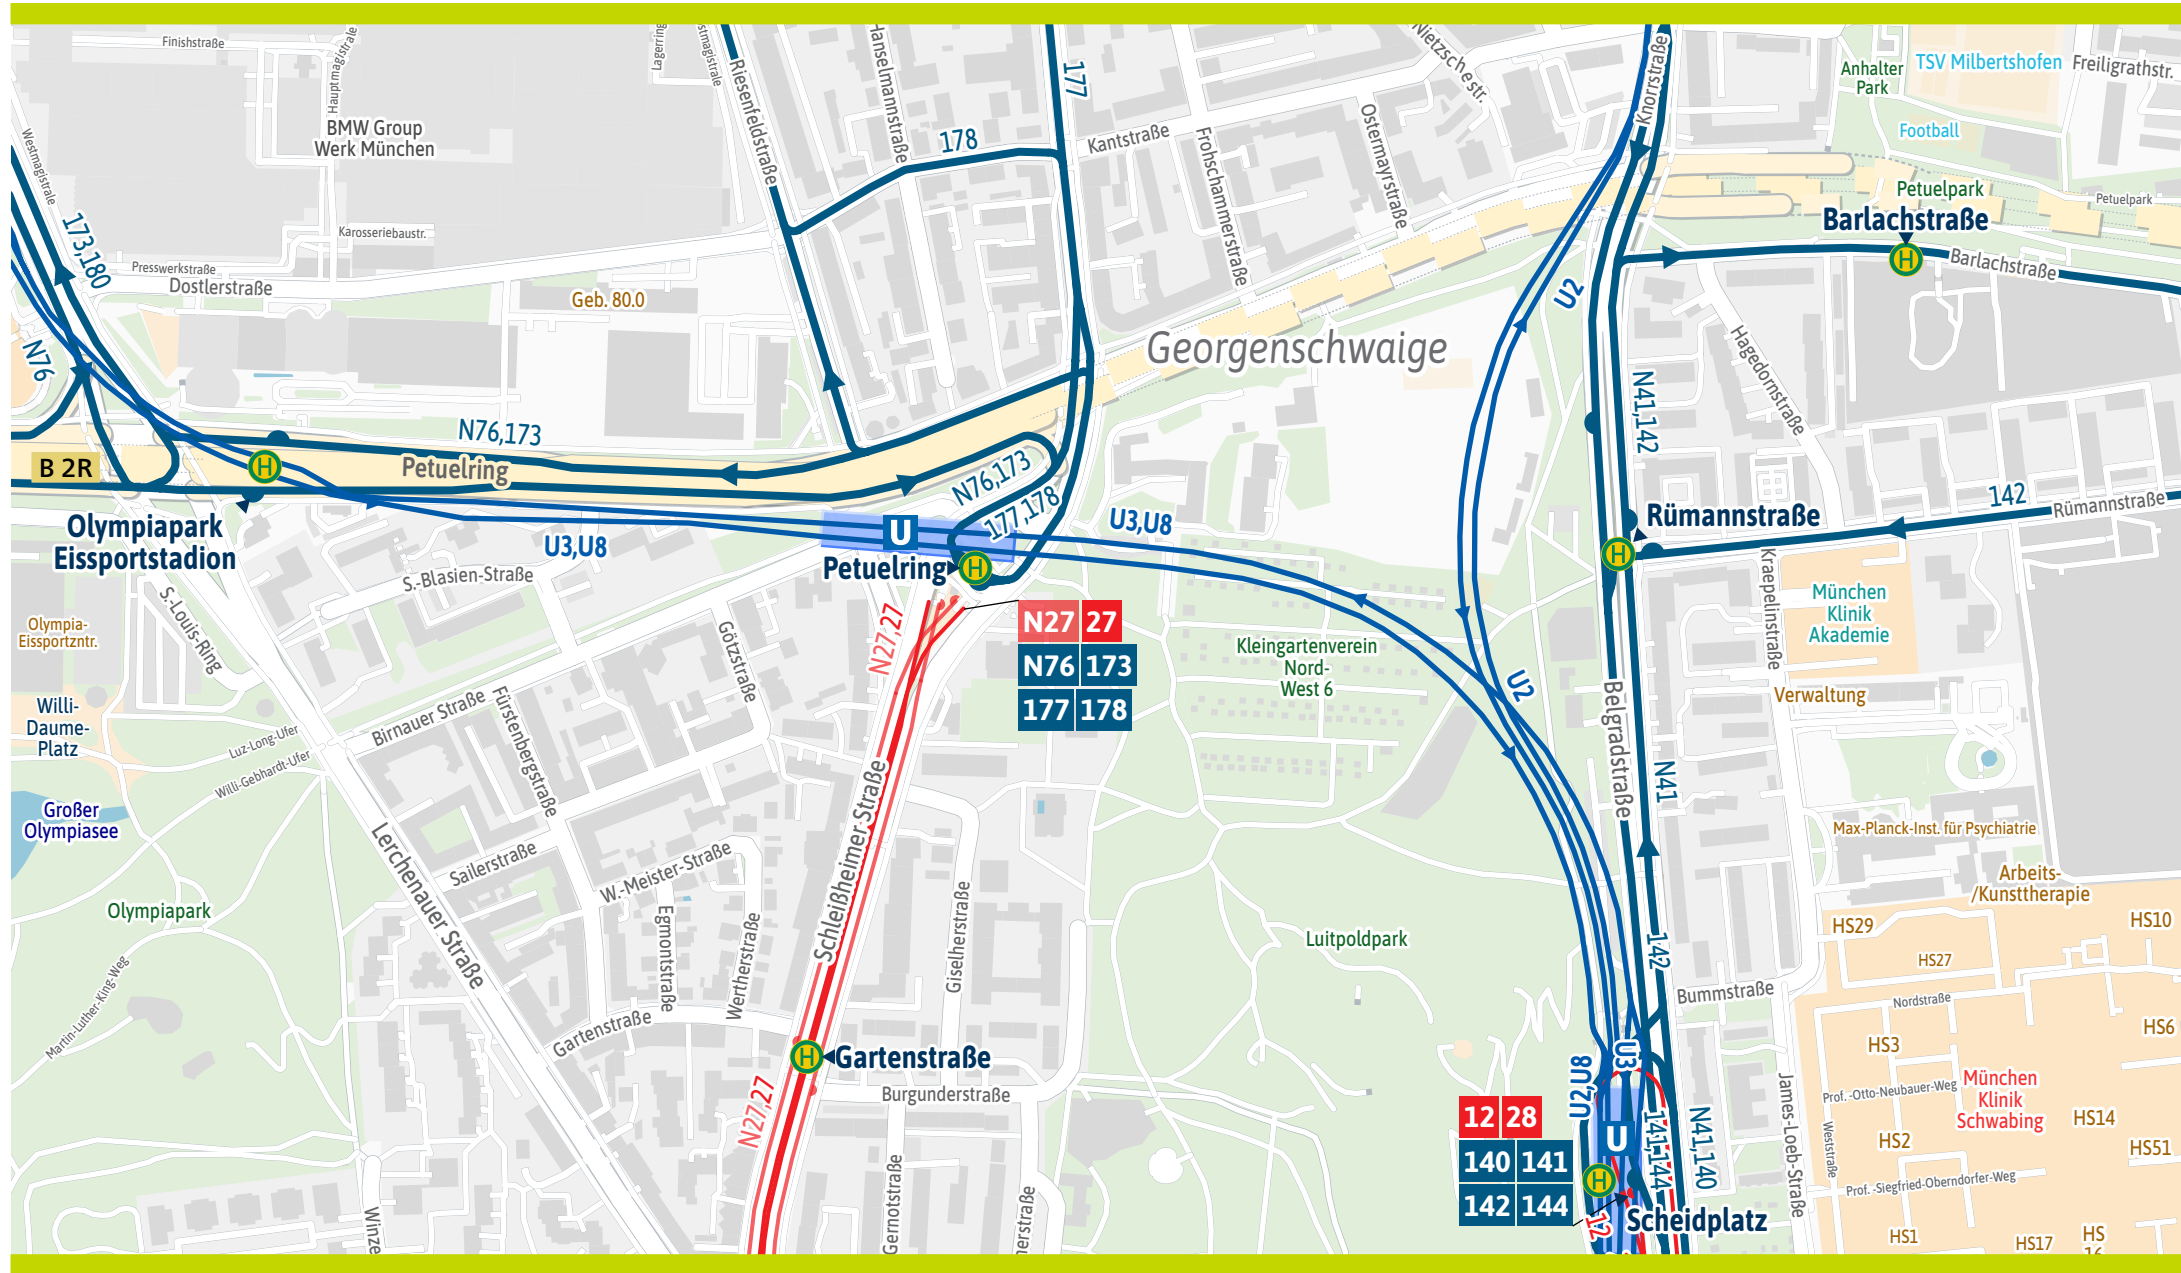 Finishstraße
Hauptmagistrale
Lagerring
stmagistrale
Riesenfeldstraße
Hanselmannstraße
177
Nietzschestr.
Knorrstraße
Anhalter
Park
TSV Milbertshofen
Freiligrathstr.
Football
BMW Group
Werk München
Westmagistrale
178
Kantstraße
Frohschammerstraße
Ostermayrstraße
Petuelpark
Petuelpark
Barlachstraße
H
Barlachstraße
173,180
Karosseriebaustr.
Presswerkstraße
Dostlerstraße
Geb. 80.0
U2
N76
Georgenschwaige
Hagedornstraße
N41,142
N76,173
B 2R
H
Petuelring
N76,173
177,178
142
Rümannstraße
Rümannstraße
H
Olympiapark
Eissportstadion
U3,U8
U
U3,U8
Petuelring
H
S.-Blasien-Straße
S.-Louis-Ring
Kraepelinstraße
München
Klinik
Akademie
Olympia-
Eissportzntr.
N27,27
N27 27
N76 173
177 178
Götzstraße
Kleingartenverein
Nord-
West 6
U2
Belgradstraße
Verwaltung
Willi-
Daume-
Platz
Birnauer Straße
Fürstenbergstraße
Luz-Long-Ufer
Willi-Gebhardt-Ufer
N41
Großer
Olympiasee
Lerchenauer Straße
Schleißheimer Straße
Sailerstraße
W.-Meister-Straße
Max-Planck-Inst. für Psychiatrie
Arbeits-
/Kunsttherapie
Olympiapark
Egmontstraße
Wertherstraße
Giselherstraße
Luitpoldpark
142
HS29
HS10
HS27
Martin-Luther-King-Weg
Bummstraße
Nordstraße
Gartenstraße
H
Gartenstraße
HS6
HS3
U3
U2,U8
Burgunderstraße
N27,27
James-Loeb-Straße
Prof.-Otto-Neubauer-Weg
München
Klinik
Schwabing
HS14
12 28
140 141
142 144
U
H
141,144
N41,140
Weststraße
HS2
HS51
Prof.-Siegfried-Oberndorfer-Weg
Winze
Gernotstraße
nerstraße
12
Scheidplatz
HS1
HS17
HS
16